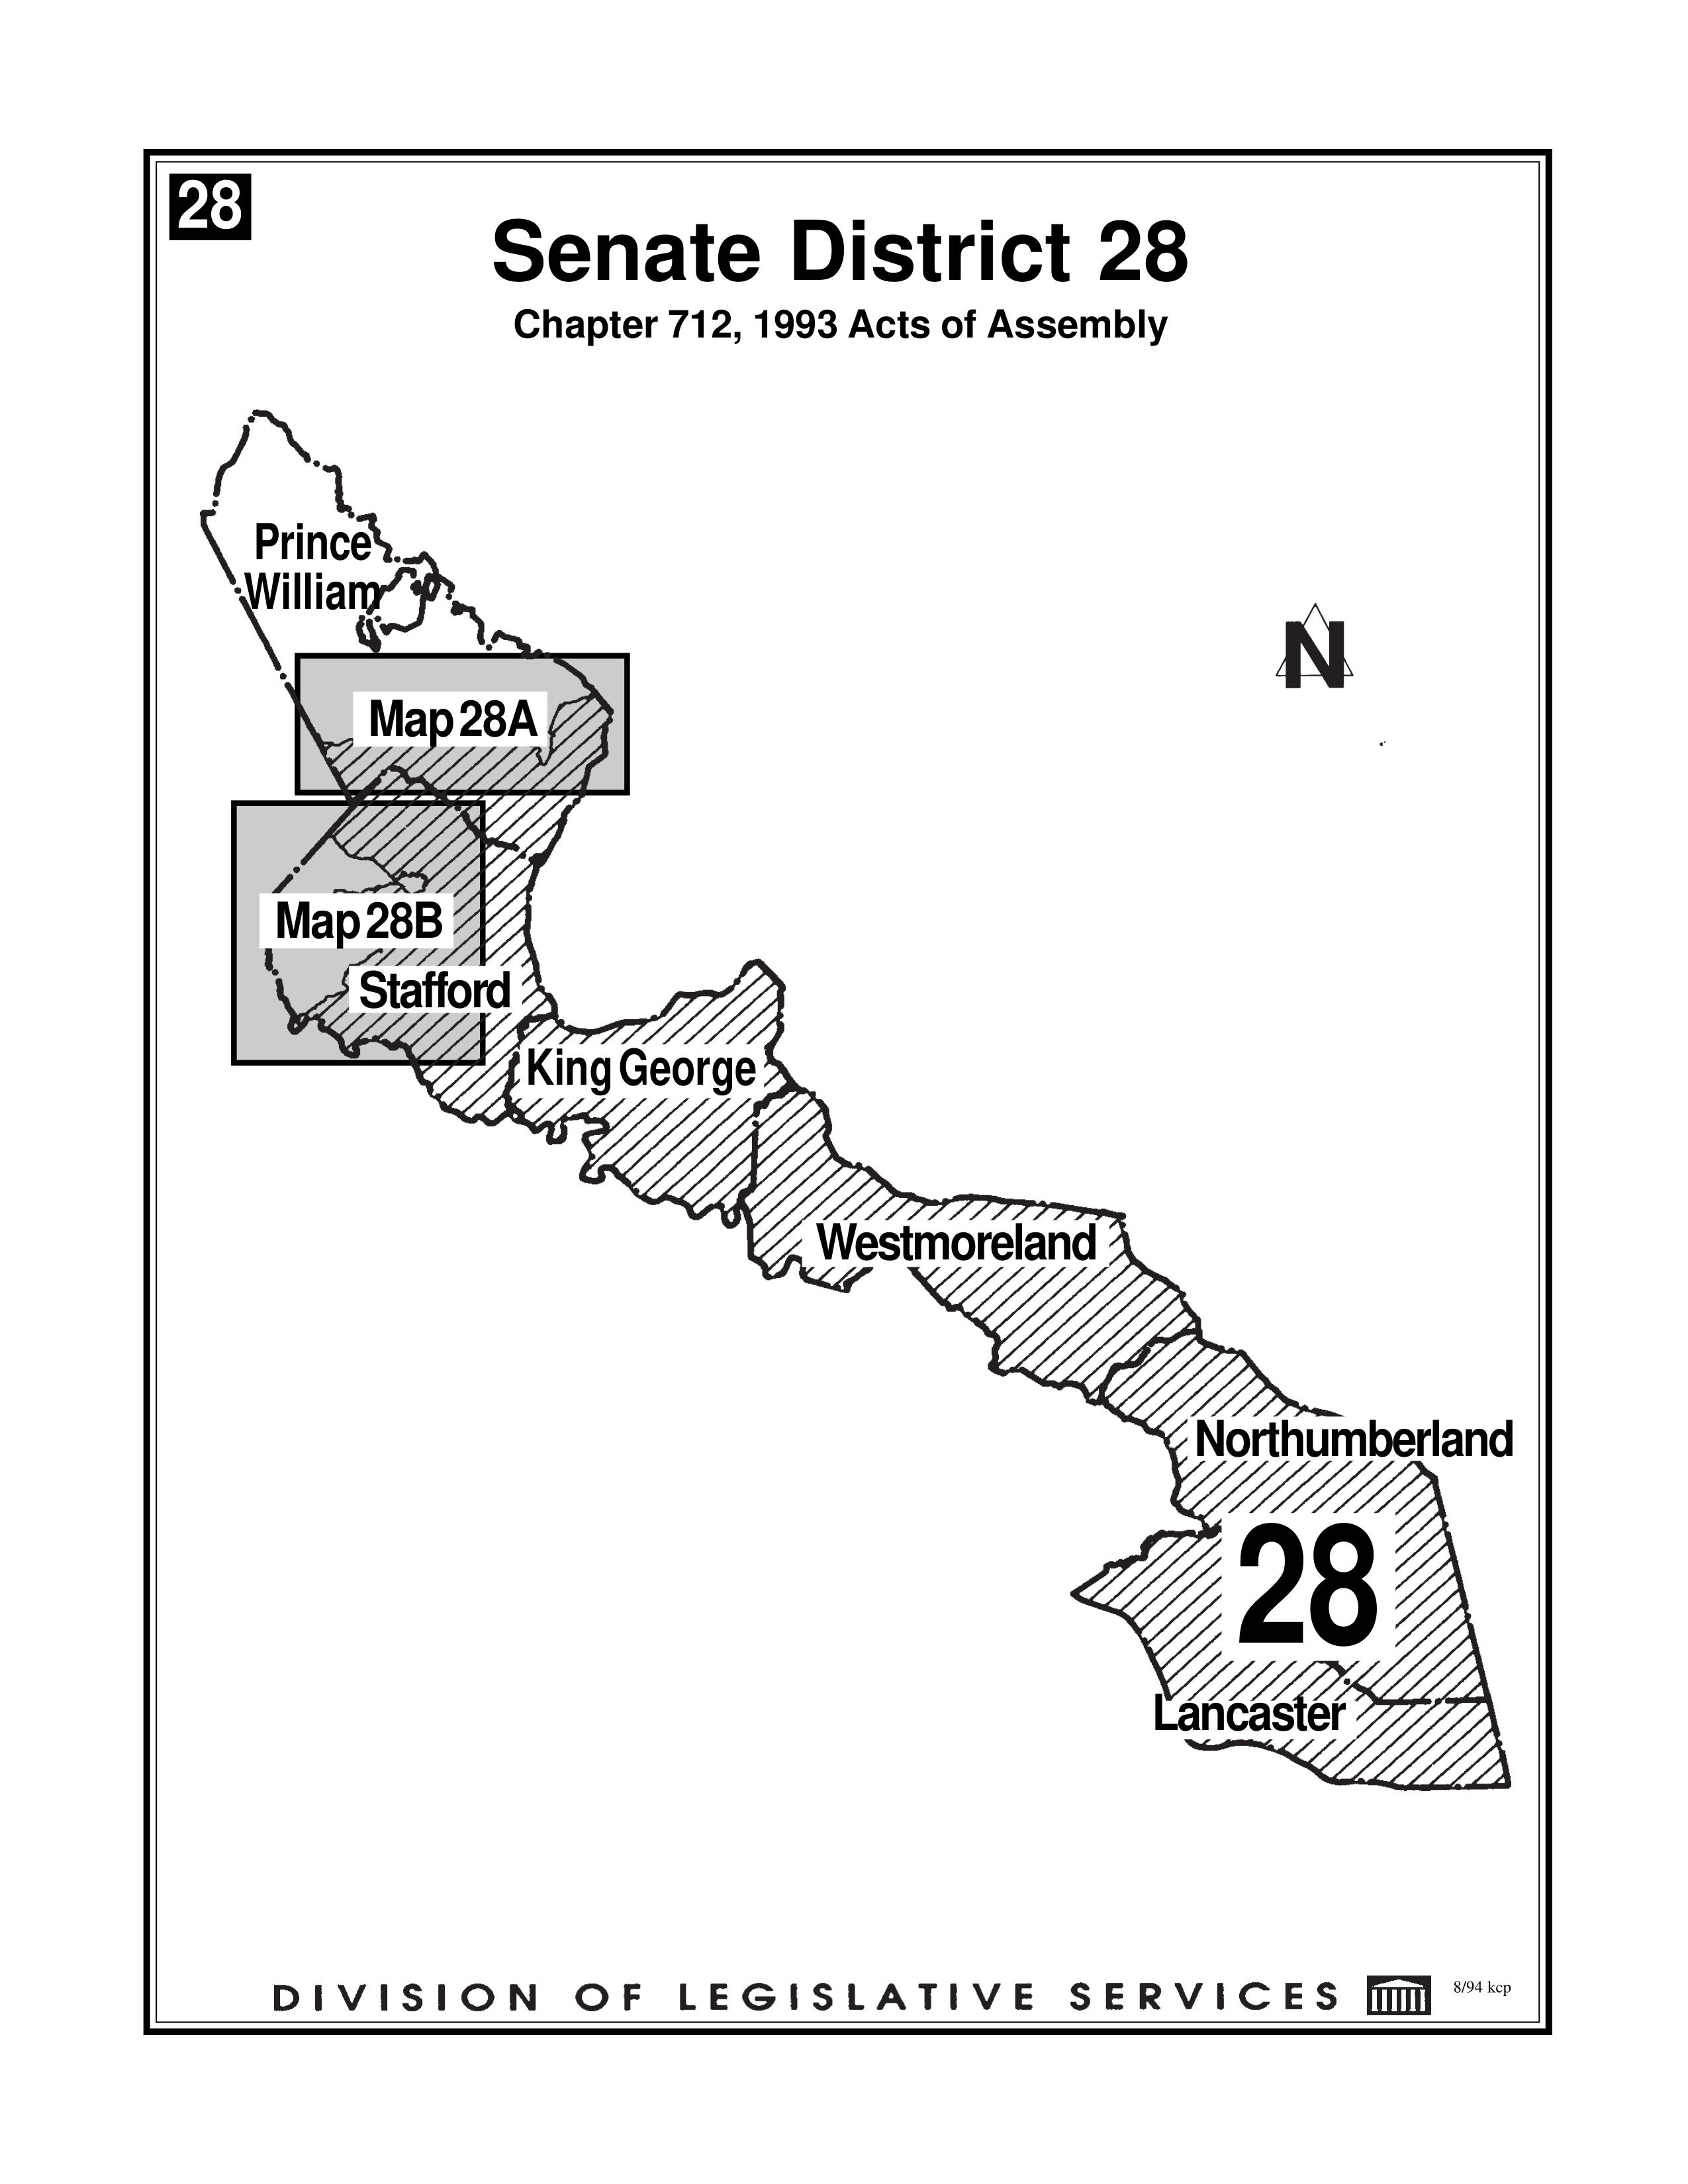 28
Senate District 28
Chapter 712, 1993 Acts of Assembly
Prince
William
N
Map 28A
Map 28B
Stafford
King George
Westmoreland
Northumberland
28
Lancaster
DIVISION OF LEGISLATIVE SERVICES
8/94 kcp